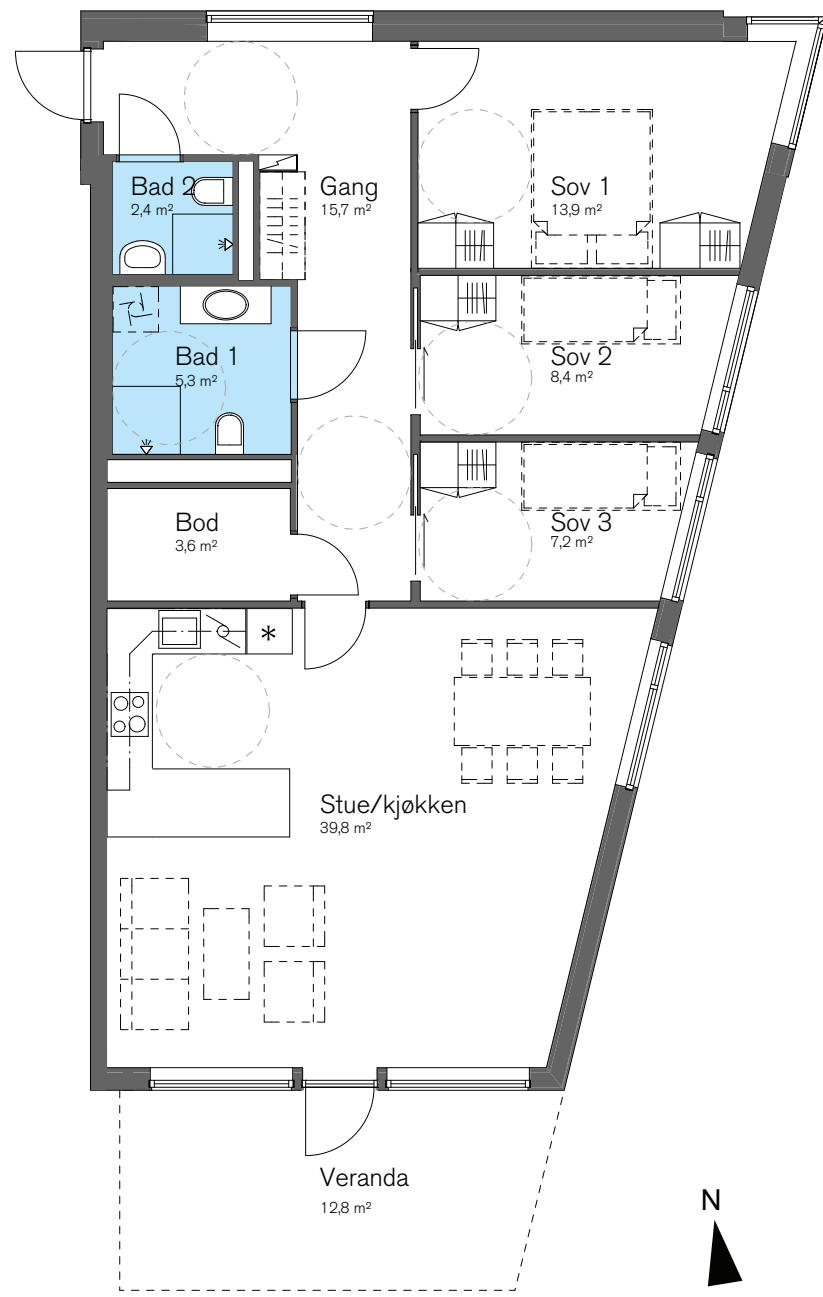 Bad 2
2,4 m²
Gang
15,7 m²
Sov 1
13,9 m²
Bad 1
5,3 m²
Sov 2
8,4 m²
Bod
3,6 m²
Sov 3
7,2 m²
*
Stue/kjøkken
39,8 m²
Veranda
12,8 m²
N